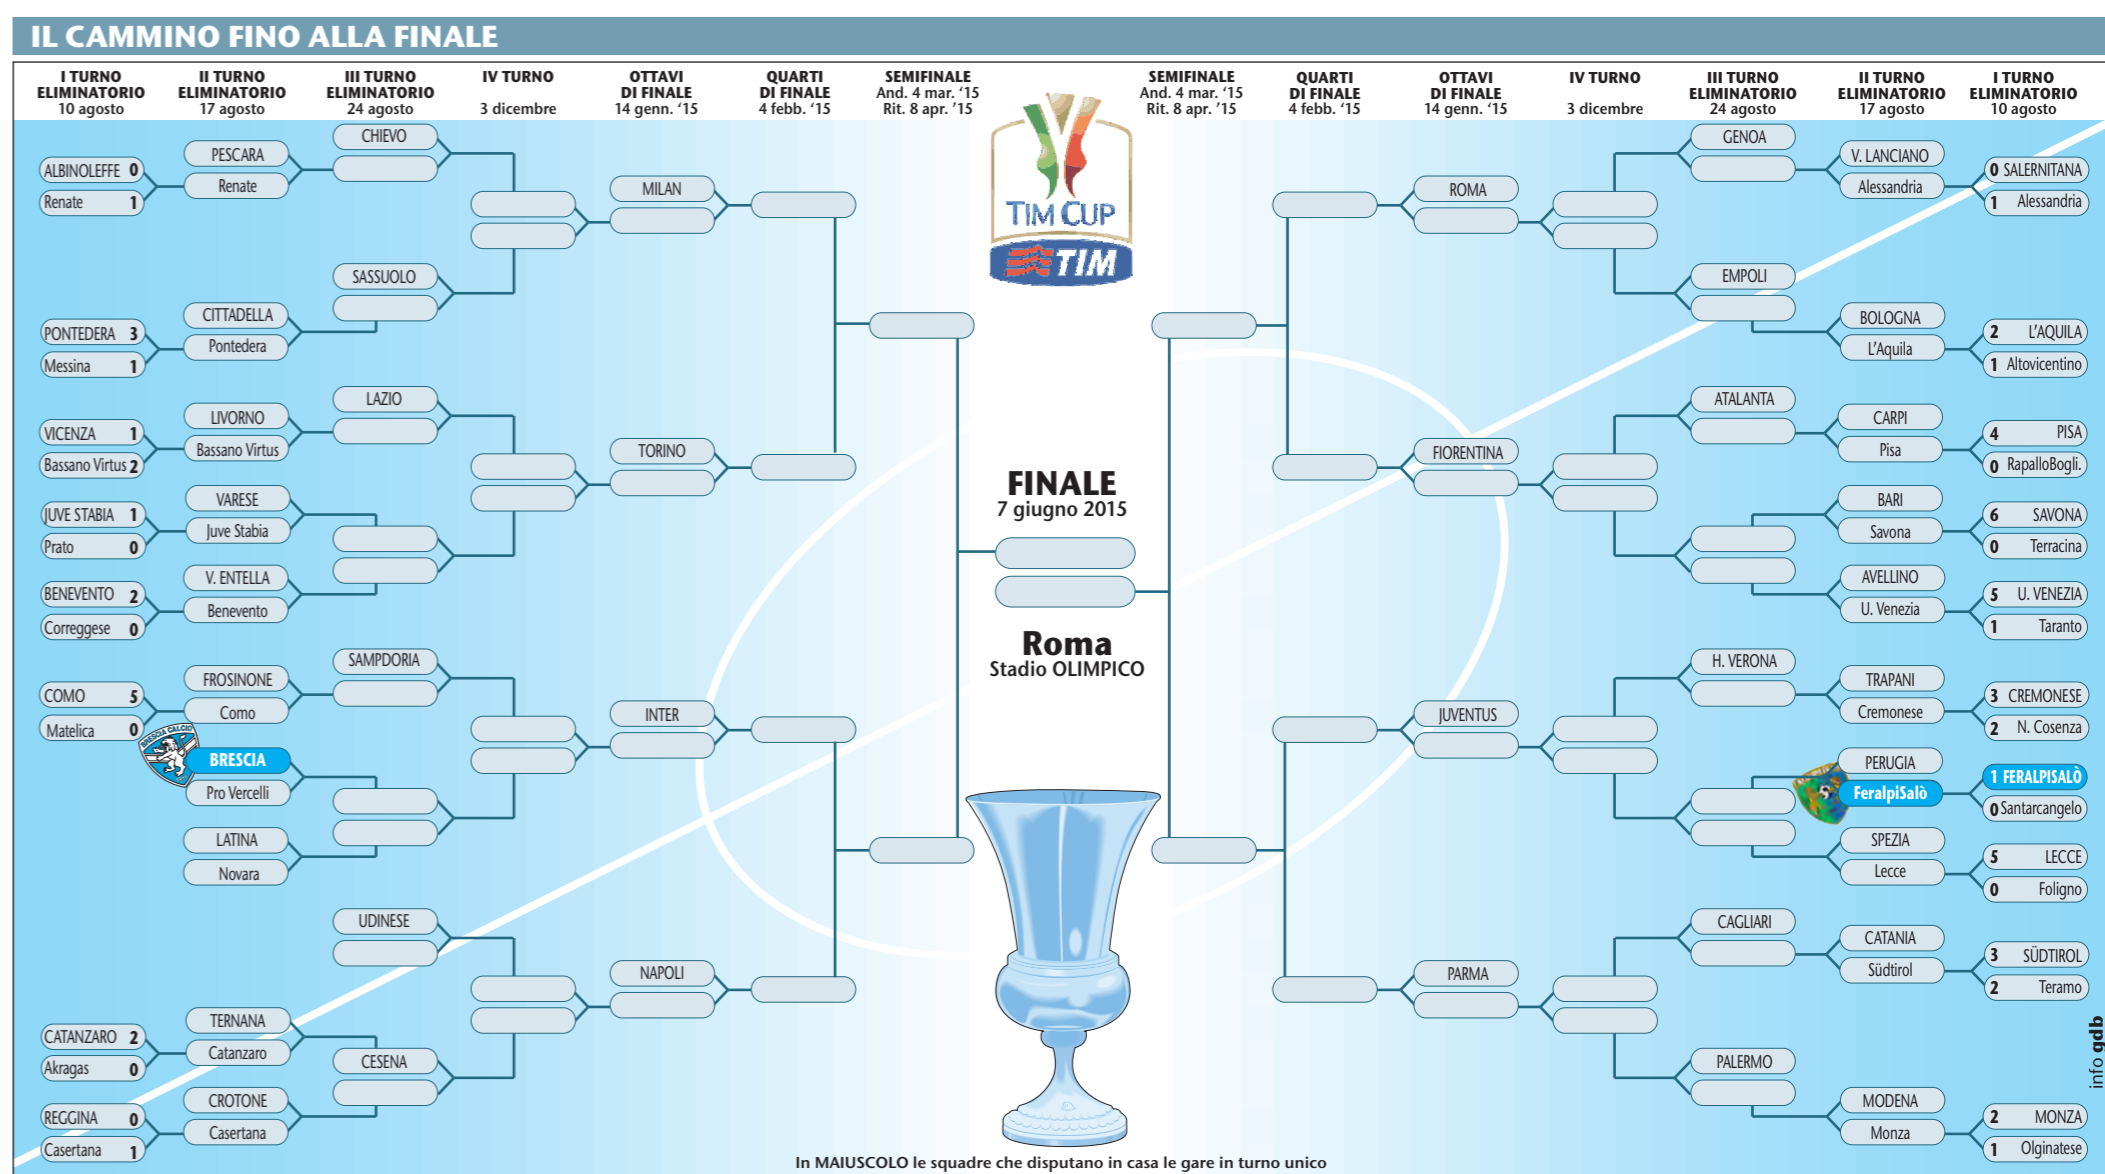 IL CAMMINO FINO ALLA FINALE
I TURNO
ELIMINATORIO
10 agosto
II TURNO
ELIMINATORIO
17 agosto
III TURNO
ELIMINATORIO
24 agosto
IV TURNO
3 dicembre
OTTAVI
DI FINALE
14 genn. ‘15
QUARTI
DI FINALE
4 febb. ‘15
SEMIFINALE
And. 4 mar. ‘15
Rit. 8 apr. ’15
SEMIFINALE
And. 4 mar. ‘15
Rit. 8 apr. ’15
QUARTI
DI FINALE
4 febb. ‘15
OTTAVI
DI FINALE
14 genn. ‘15
IV TURNO
3 dicembre
III TURNO
ELIMINATORIO
24 agosto
II TURNO
ELIMINATORIO
17 agosto
I TURNO
ELIMINATORIO
10 agosto
ALBINOLEFFE 0
Renate 1
PONTEDERA 3
Messina 1
VICENZA 1
Bassano Virtus 2
JUVE STABIA 1
Prato 0
BENEVENTO 2
Correggese 0
COMO 5
Matelica 0
CATANZARO 2
Akragas 0
REGGINA 0
Casertana 1
PESCARA
Renate
CITTADELLA
Pontedera
LIVORNO
Bassano Virtus
VARESE
Juve Stabia
V. ENTELLA
Benevento
FROSINONE
Como
BRESCIA CALCIO
BRESCIA
Pro Vercelli
LATINA
Novara
TERNANA
Catanzaro
CROTONE
Casertana
CHIEVO
SASSUOLO
LAZIO
SAMPDORIA
UDINESE
CESENA
MILAN
TORINO
INTER
NAPOLI
TIM CUP
TIM
FINALE
7 giugno 2015
Roma
Stadio OLIMPICO
ROMA
FIORENTINA
JUVENTUS
PARMA
GENOA
EMPOLI
ATALANTA
H. VERONA
CAGLIARI
PALERMO
V. LANCIANO
Alessandria
BOLOGNA
L’Aquila
CARPI
Pisa
BARI
Savona
AVELLINO
U. Venezia
TRAPANI
Cremonese
PERUGIA
FeralpiSalò
SPEZIA
Lecce
CATANIA
Südtirol
MODENA
Monza
0 SALERNITANA
1 Alessandria
2 L’AQUILA
1 Altovicentino
4 PISA
0 RapalloBogli.
6 SAVONA
0 Terracina
5 U. VENEZIA
1 Taranto
3 CREMONESE
2 N. Cosenza
1 FERALPISALÒ
0 Santarcangelo
5 LECCE
0 Foligno
3 SÜDTIROL
2 Teramo
2 MONZA
1 Olginatese
info gdb
In MAIUSCOLO le squadre che disputano in casa le gare in turno unico